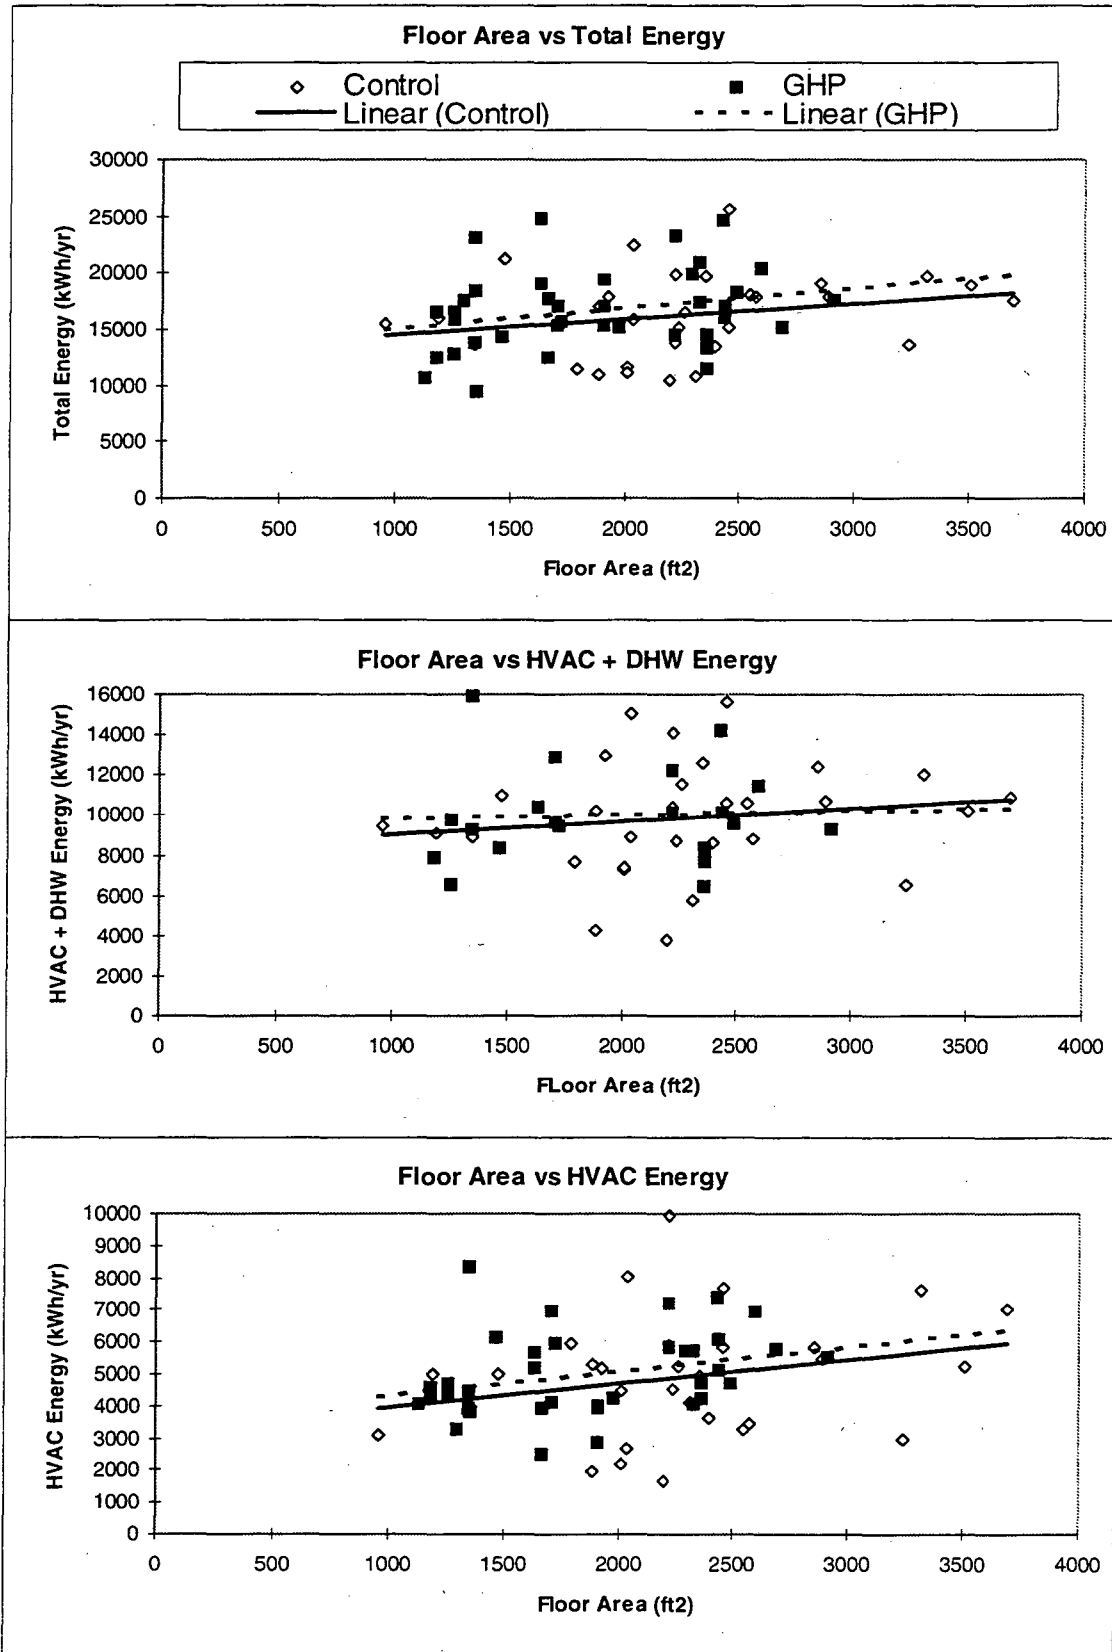 Floor Area vs Total Energy
Control GHP
Linear (Control) Linear (GHP)
30000
25000
20000
15000
10000
5000
0
Total Energy (kWh/yr)
0 500 1000 1500 2000 2500 3000 3500 4000
Floor Area (ft2)
Floor Area vs HVAC + DHW Energy
16000
14000
12000
10000
8000
6000
4000
2000
0
HVAC + DHW Energy (kWh/yr)
0 500 1000 1500 2000 2500 3000 3500 4000
FLoor Area (ft2)
Floor Area vs HVAC Energy
10000
9000
8000
7000
6000
5000
4000
3000
2000
1000
0
HVAC Energy (kWh/yr)
0 500 1000 1500 2000 2500 3000 3500 4000
Floor Area (ft2)